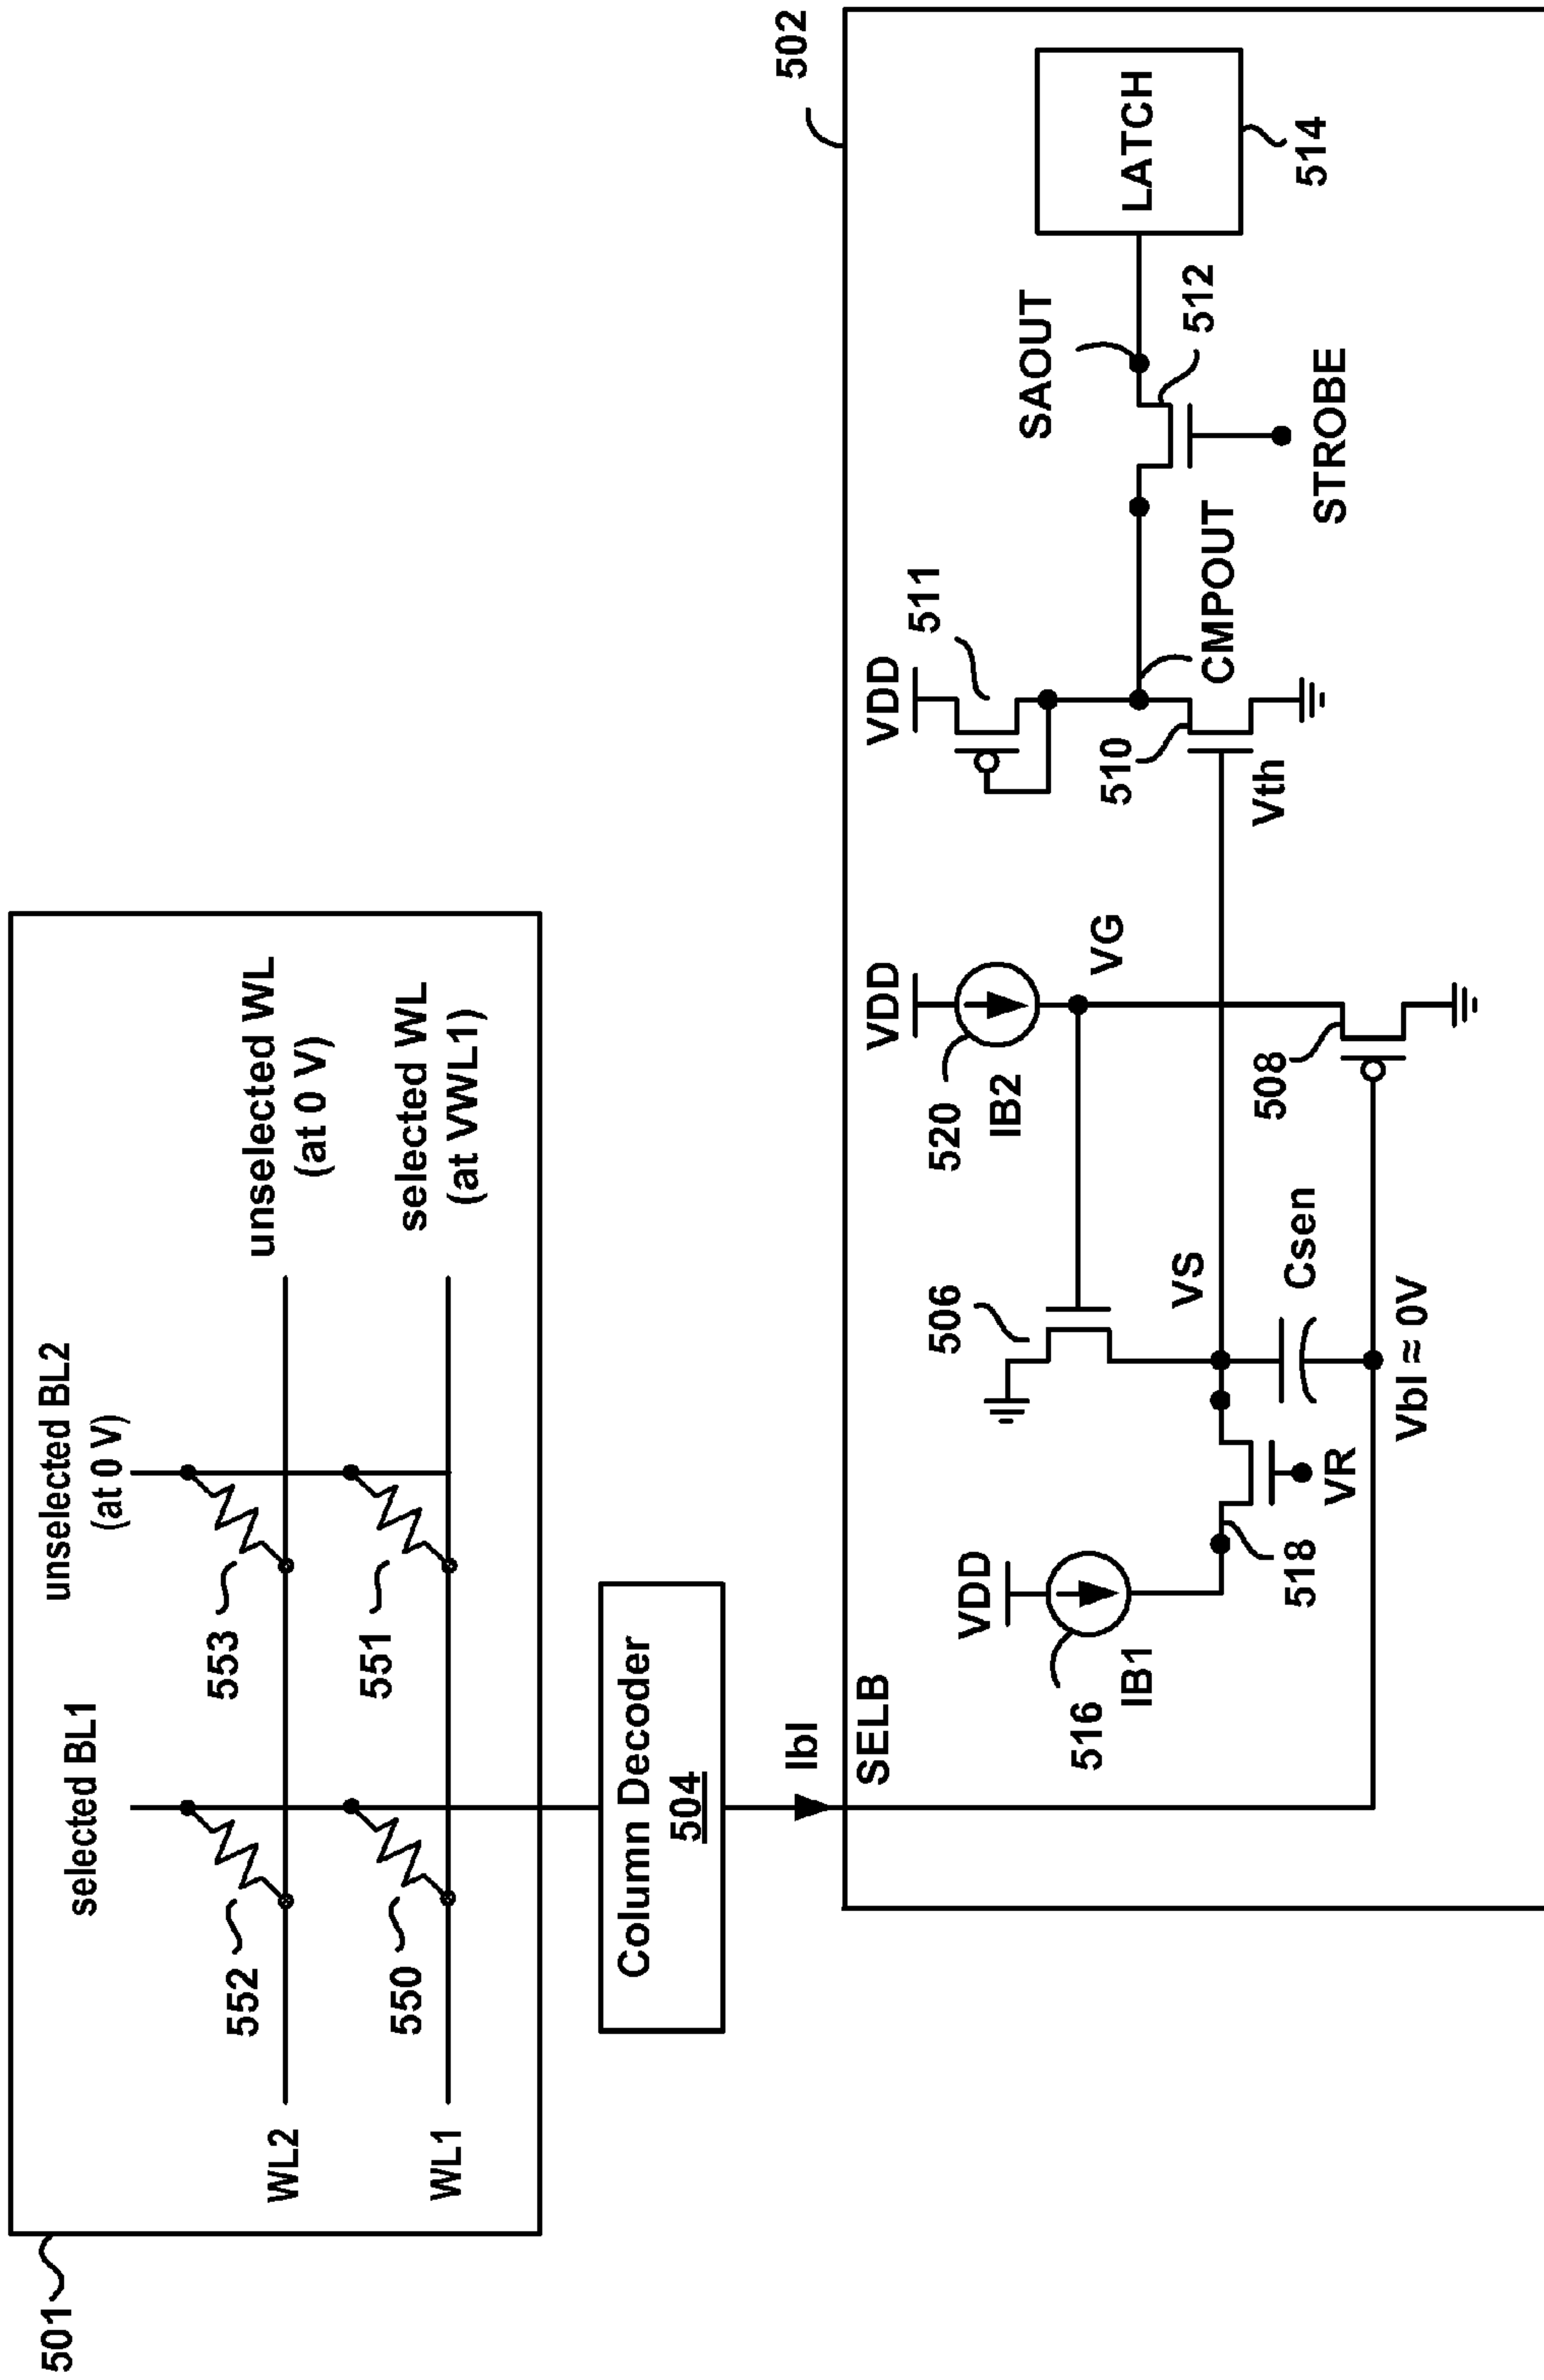 501
selected BL1
unselected BL2
(at 0 V)
552
553
WL2
unselected WL
(at 0 V)
550
551
WL1
selected WL
(at VWL1)
Column Decoder
504
Ibl
502
SELB
VDD
516
IB1
518
VR
506
VS
Csen
Vbl ≈ 0V
VDD
520
IB2
VG
508
VDD
511
510
Vth
CMPOUT
SAOUT
512
STROBE
LATCH
514